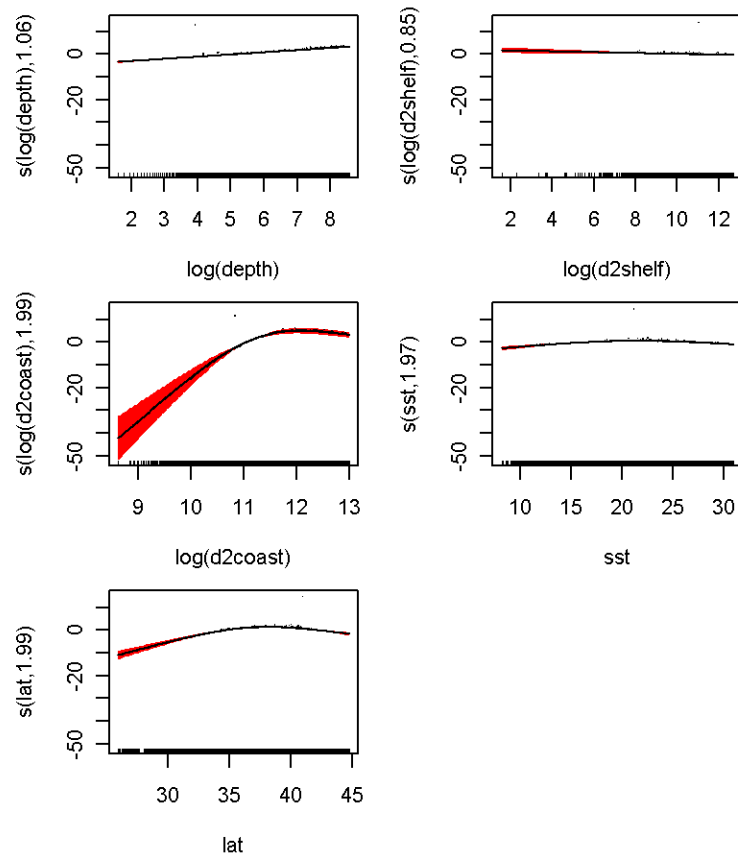 s(log(depth),1.06)
0
-20
-50
2 3 4 5 6 7 8
log(depth)
s(log(d2shelf),0.85)
0
-20
-50
2 4 6 8 10 12
log(d2shelf)
s(log(d2coast),1.99)
0
-20
-50
9 10 11 12 13
log(d2coast)
s(sst,1.97)
0
-20
-50
10 15 20 25 30
sst
s(lat,1.99)
0
-20
-50
30 35 40 45
lat